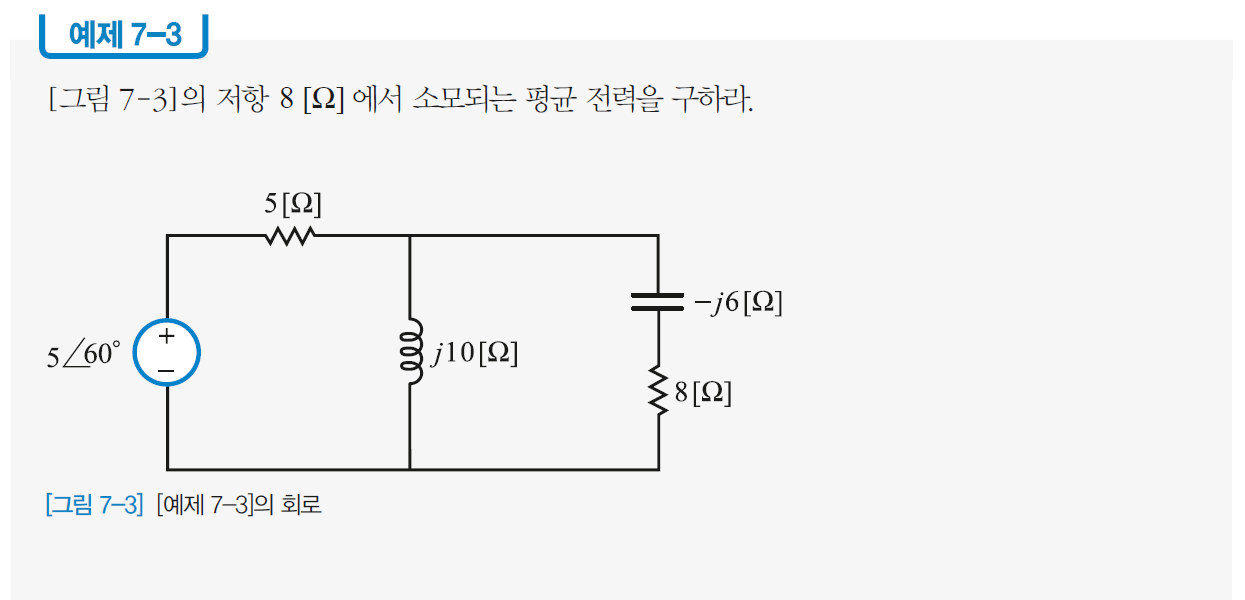 예제 7-3
[그림 7-3]의 저항 8 [Ω] 에서 소모되는 평균 전력을 구하라.
5[Ω]
+
−
5∠60°
j10[Ω]
−j6[Ω]
8[Ω]
[그림 7-3] [예제 7-3]의 회로